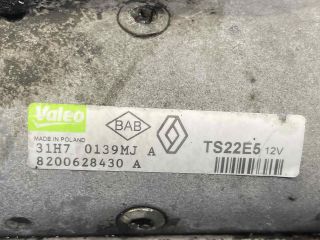 Valeo
MADE IN POLAND
BAB
31H7 0139MJ A
TS22E5 12V
8200628430 A